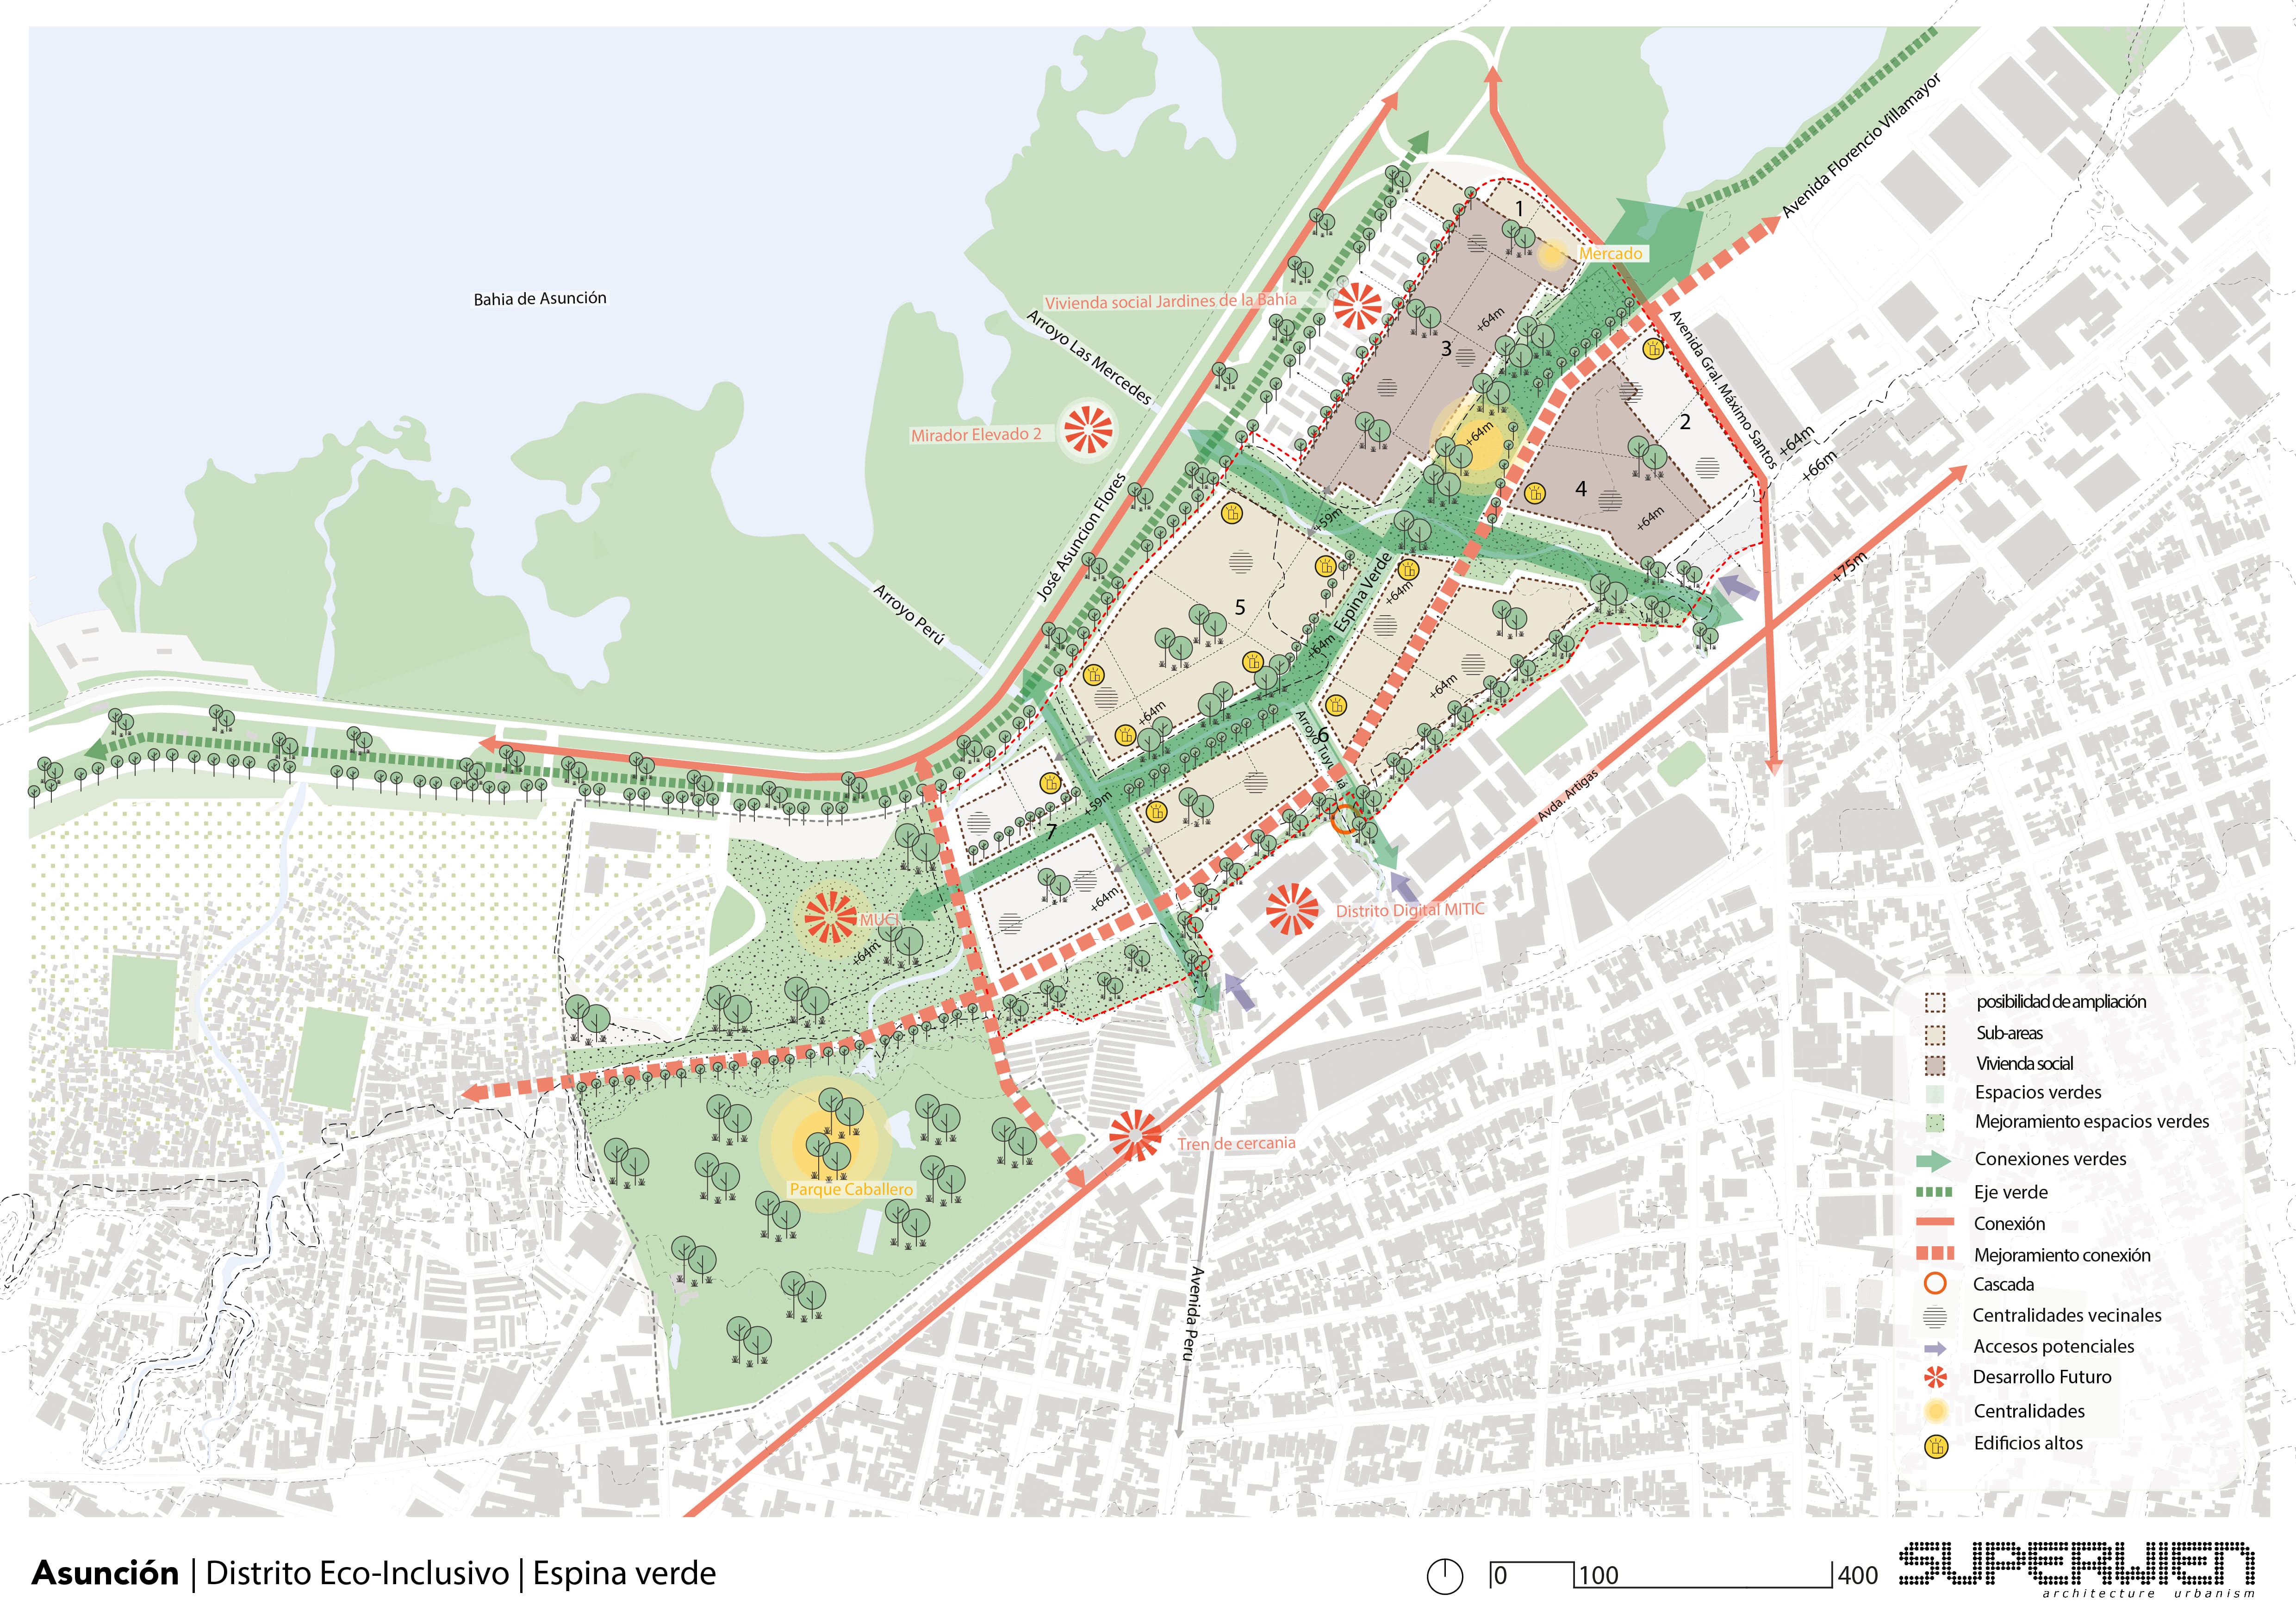 Avenida Florencio Villamayor
1
Mercado
Bahia de Asunción
Vivienda social Jardines de la Bahía
Arroyo Las Mercedes
+64m
3
Avenida Gral. Máximo Santos
2
Mirador Elevado 2
+64m
+64m
+66m
4
+64m
+59m
José Asuncion Flores
+75m
Espina Verde
+64m
Arroyo Perú
5
+64m
+64m
+64m
6
Arroyo Tuyu
+59m
Avda. Artigas
7
+64m
MUCI
+64m
Distrito Digital MITIC
Tren de cercania
Parque Caballero
Avenida Peru
posibilidad de ampliación
Sub-areas
Vivienda social
Espacios verdes
Mejoramiento espacios verdes
Conexiones verdes
Eje verde
Conexión
Mejoramiento conexión
Cascada
Centralidades vecinales
Accesos potenciales
Desarrollo Futuro
Centralidades
Edificios altos
Asunción | Distrito Eco-Inclusivo | Espina verde
0 100 400
SUPERWIEN
architecture urbanism